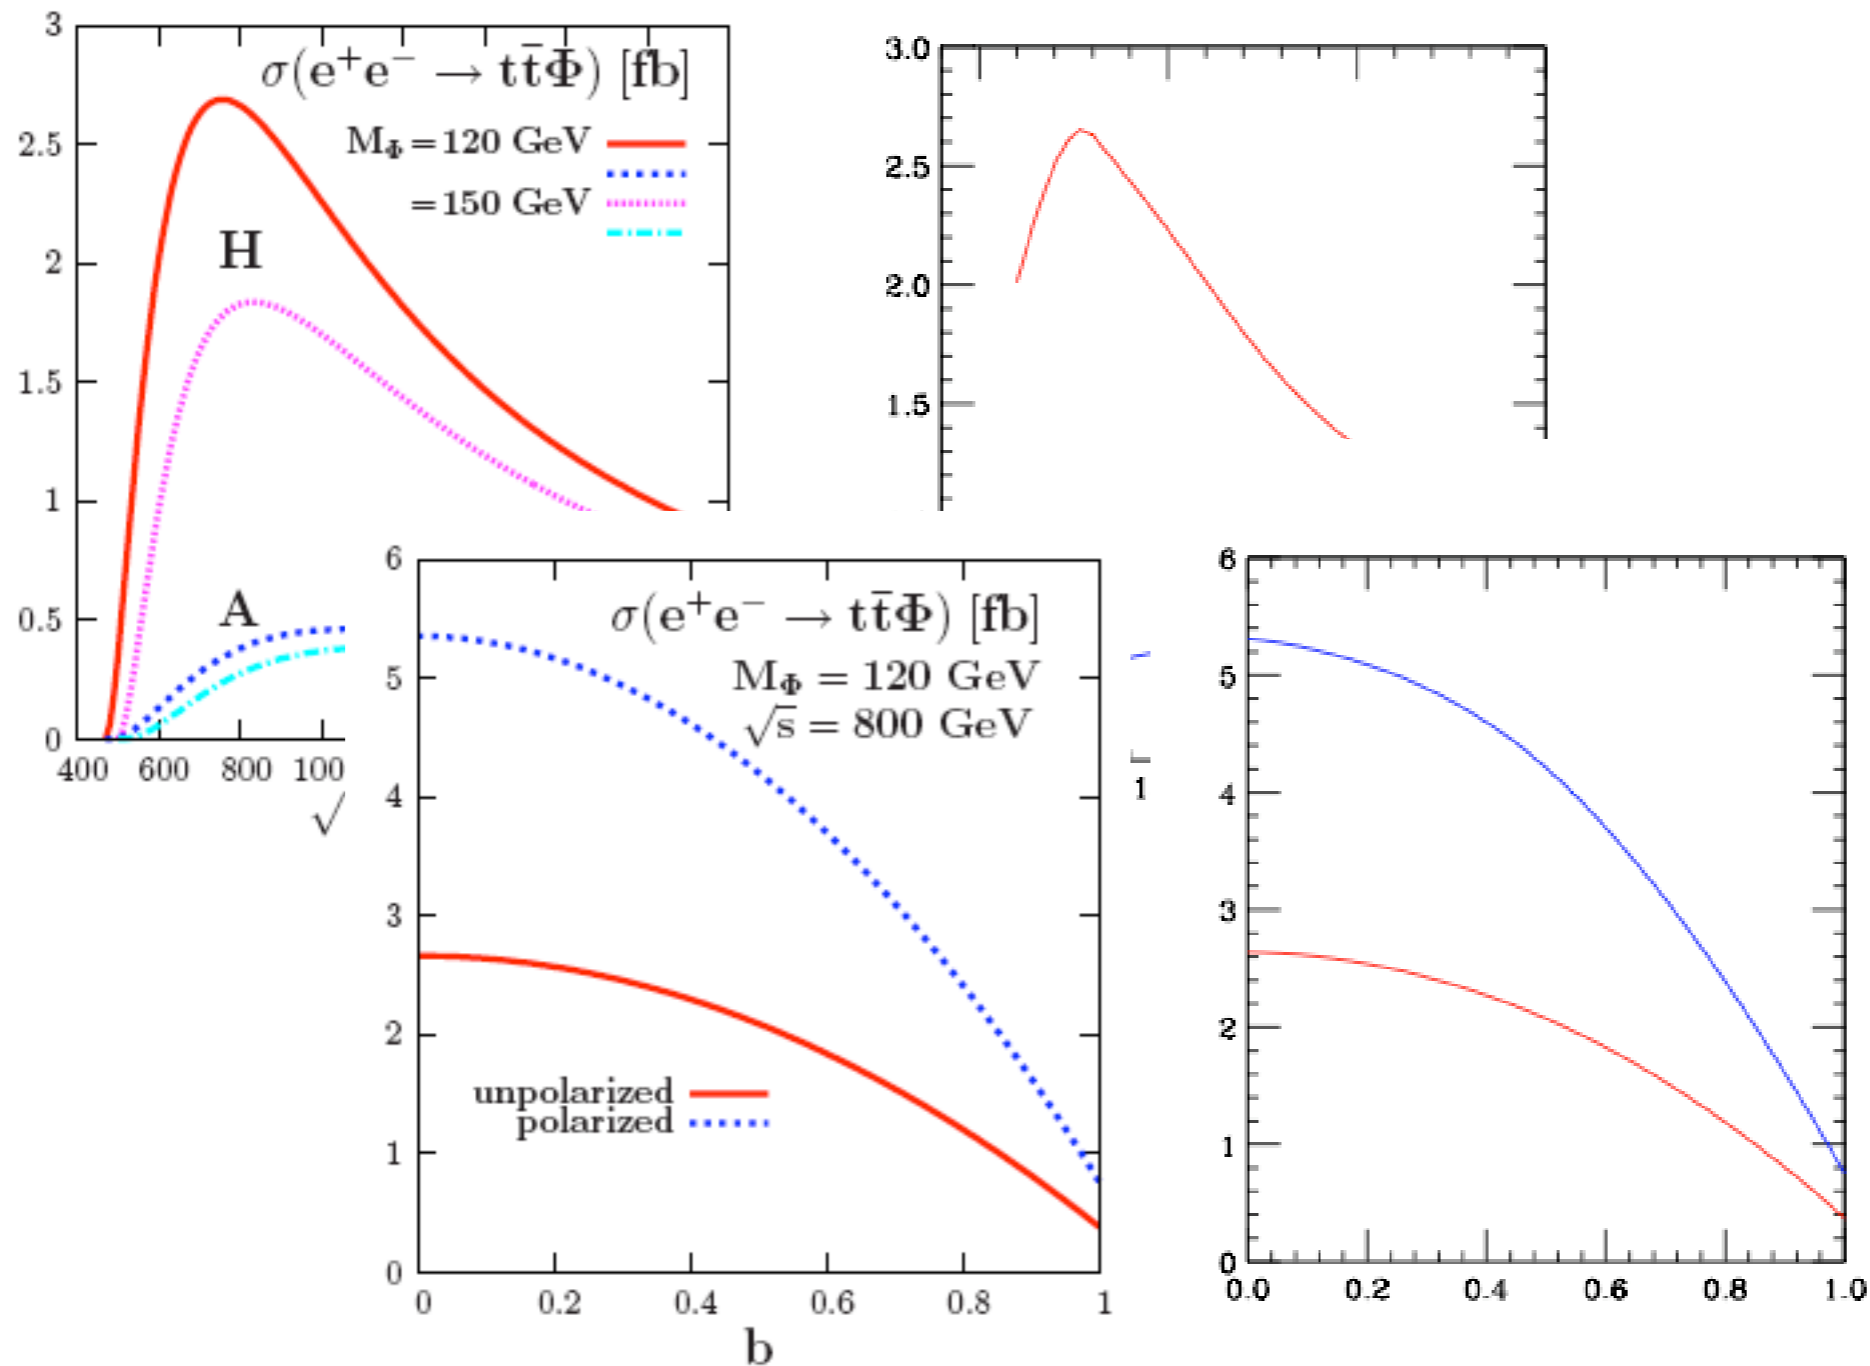 3
σ(e⁺e⁻ → tt̄Φ) [fb]
2.5
M_Φ = 120 GeV
= 150 GeV
2
H
1.5
1
A
0.5
0
400 600 800 100
√
3.0
2.5
2.0
1.5
6
σ(e⁺e⁻ → tt̄Φ) [fb]
5
M_Φ = 120 GeV
√s = 800 GeV
4
3
2
unpolarized
polarized
1
0
0 0.2 0.4 0.6 0.8 1
b
1
6
5
4
3
2
1
0
0.0 0.2 0.4 0.6 0.8 1.0